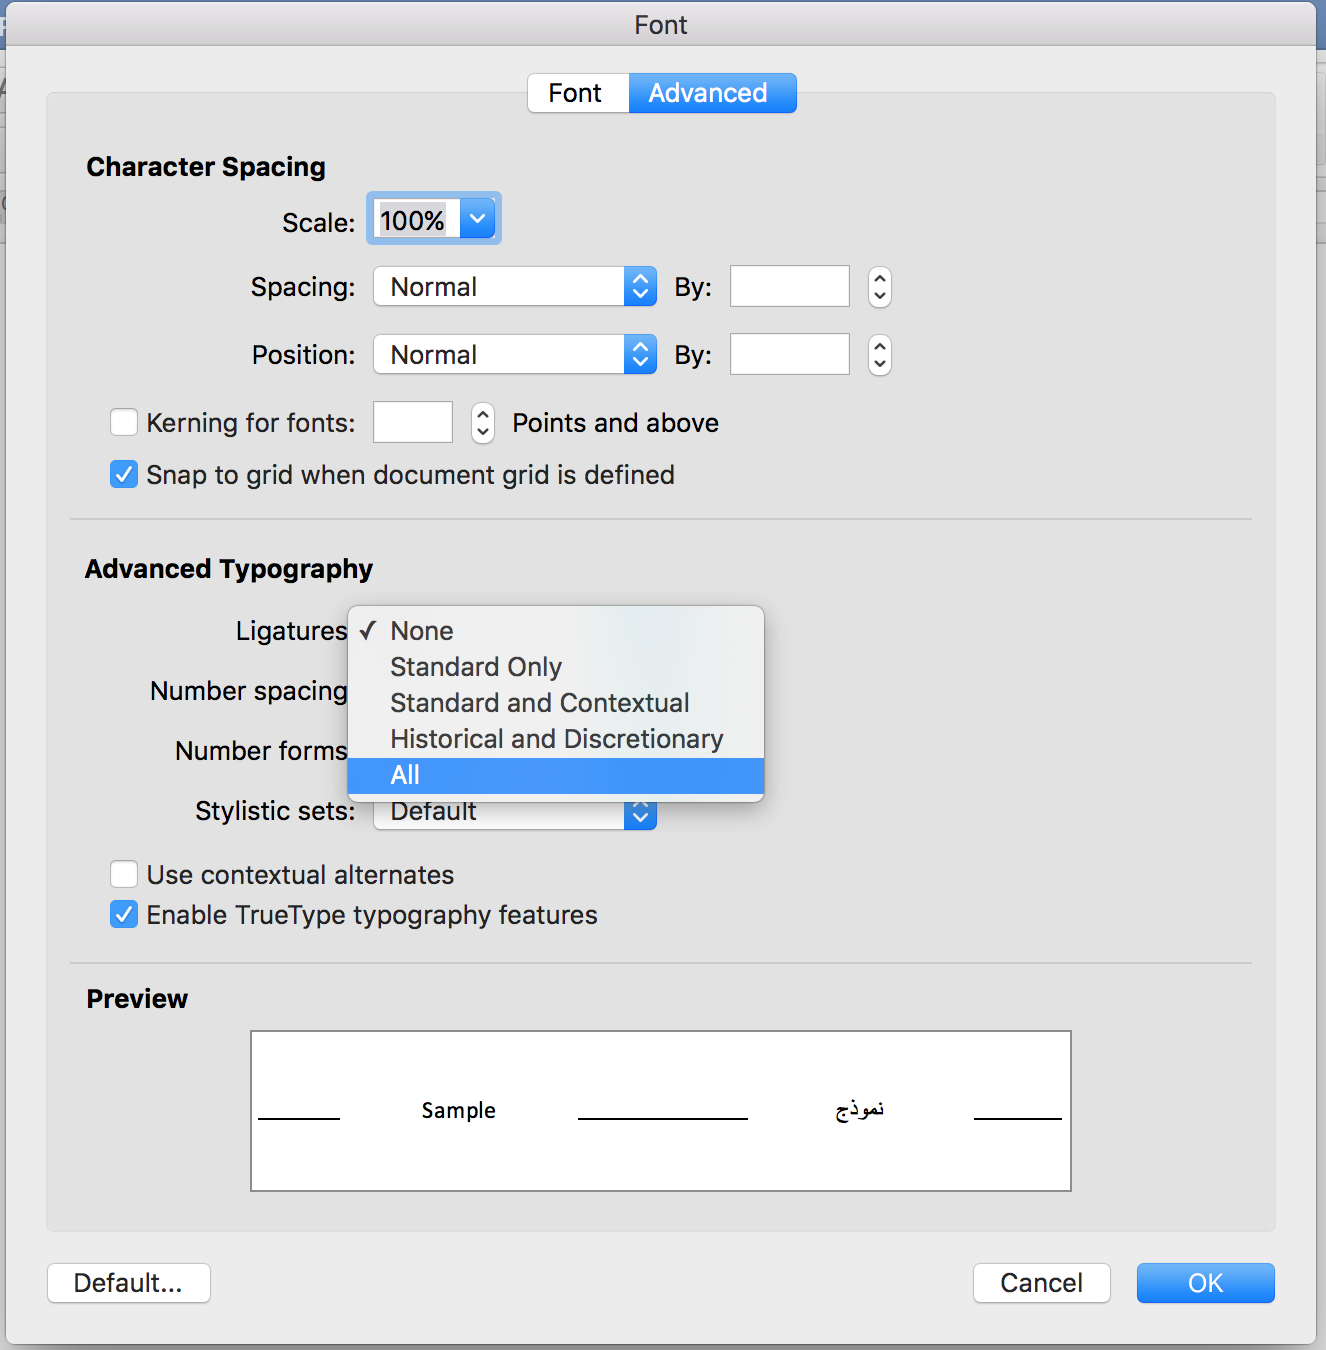 Font
Font Advanced
Character Spacing
Scale: 100%
Spacing: Normal By:
Position: Normal By:
Kerning for fonts: Points and above
Snap to grid when document grid is defined
Advanced Typography
Ligatures ✓ None
Standard Only
Number spacing
Standard and Contextual
Historical and Discretionary
Number forms
All
Stylistic sets: Default
Use contextual alternates
Enable TrueType typography features
Preview
Sample نموذج
Default... Cancel OK